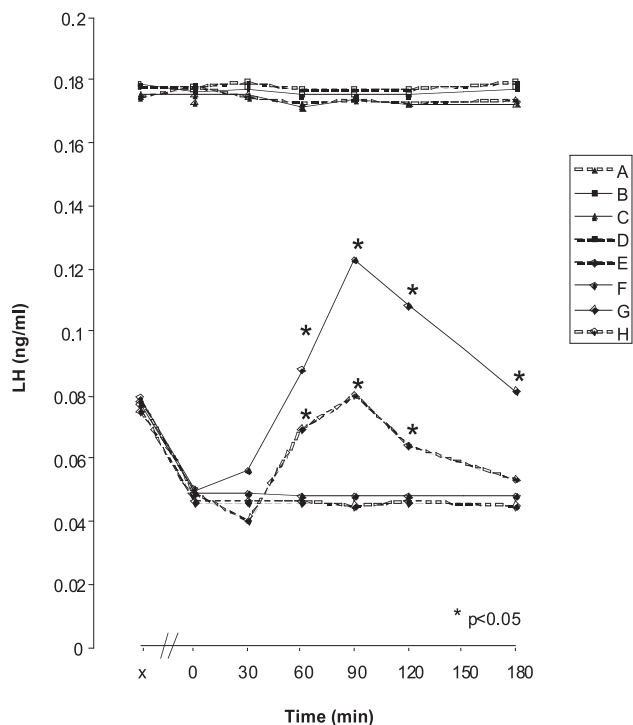 0.2
0.18
0.16
0.14
0.12
0.1
0.08
0.06
0.04
0.02
0
LH (ng/ml)
A
B
C
D
E
F
G
H
*
*
*
*
*
*
*
* p<0.05
x 0 30 60 90 120 150 180
Time (min)